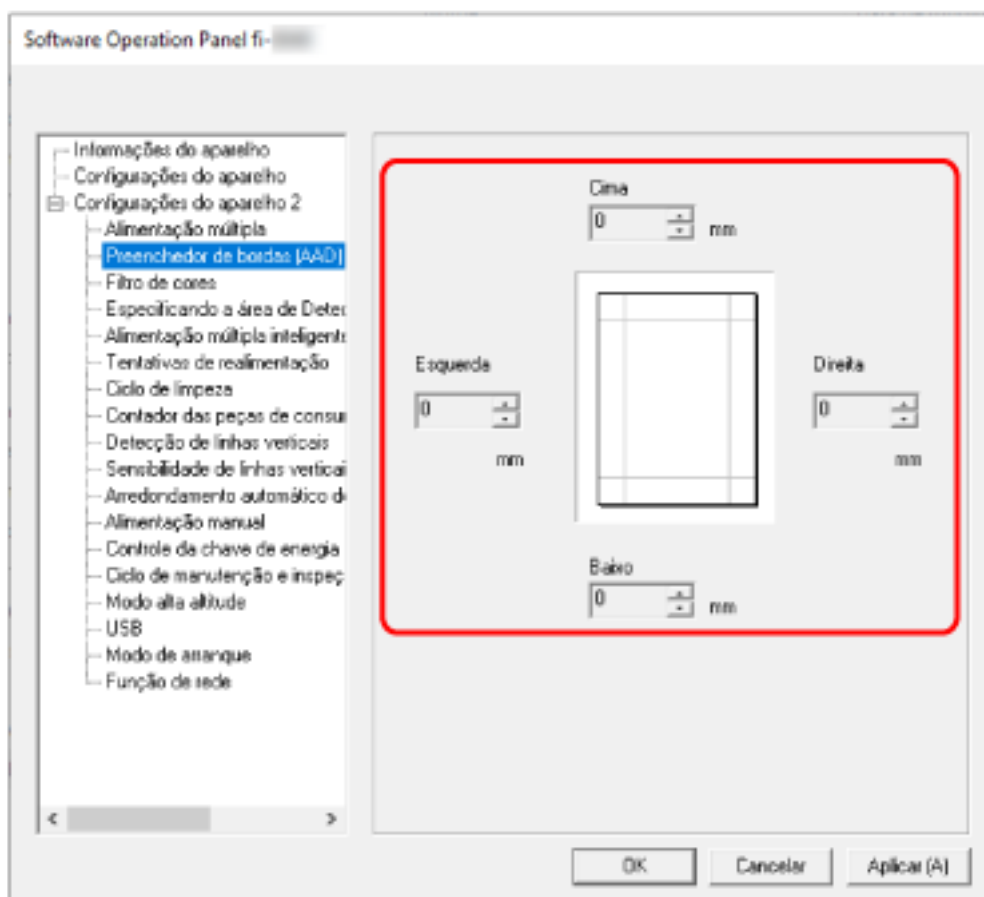 Software Operation Panel fi-
Informações do aparelho
Configurações do aparelho
Configurações do aparelho 2
Alimentação múltipla
Preenchedor de bordas (AAD)
Filtro de cores
Especificando a área de Detec
Alimentação múltipla inteligente
Tentativas de realimentação
Ciclo de limpeza
Contador das peças de consu
Detecção de linhas verticais
Sensibilidade de linhas verticai
Arredondamento automático d
Alimentação manual
Controle da chave de energia
Ciclo de manutenção e inspeç
Modo alta altitude
USB
Modo de arranque
Função de rede
Cima
0 mm
Esquerda
0
mm
Direita
0
mm
Baixo
0 mm
OK Cancelar Aplicar (A)